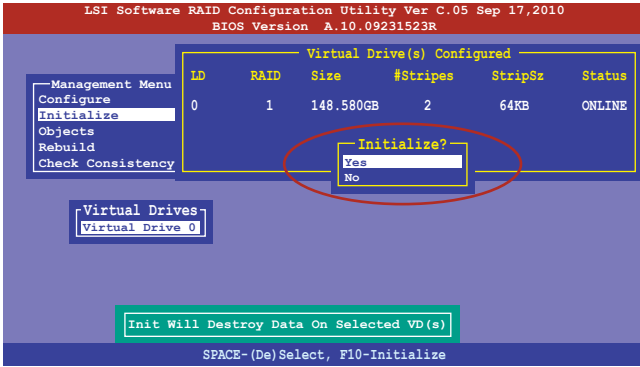 LSI Software RAID Configuration Utility Ver C.05 Sep 17,2010
BIOS Version A.10.09231523R
Virtual Drive(s) Configured
LD RAID Size #Stripes StripSz Status
0 1 148.580GB 2 64KB ONLINE
Management Menu
Configure
Initialize
Objects
Rebuild
Check Consistency
Initialize?
Yes
No
Virtual Drives
Virtual Drive 0
Init Will Destroy Data On Selected VD(s)
SPACE-(De)Select, F10-Initialize